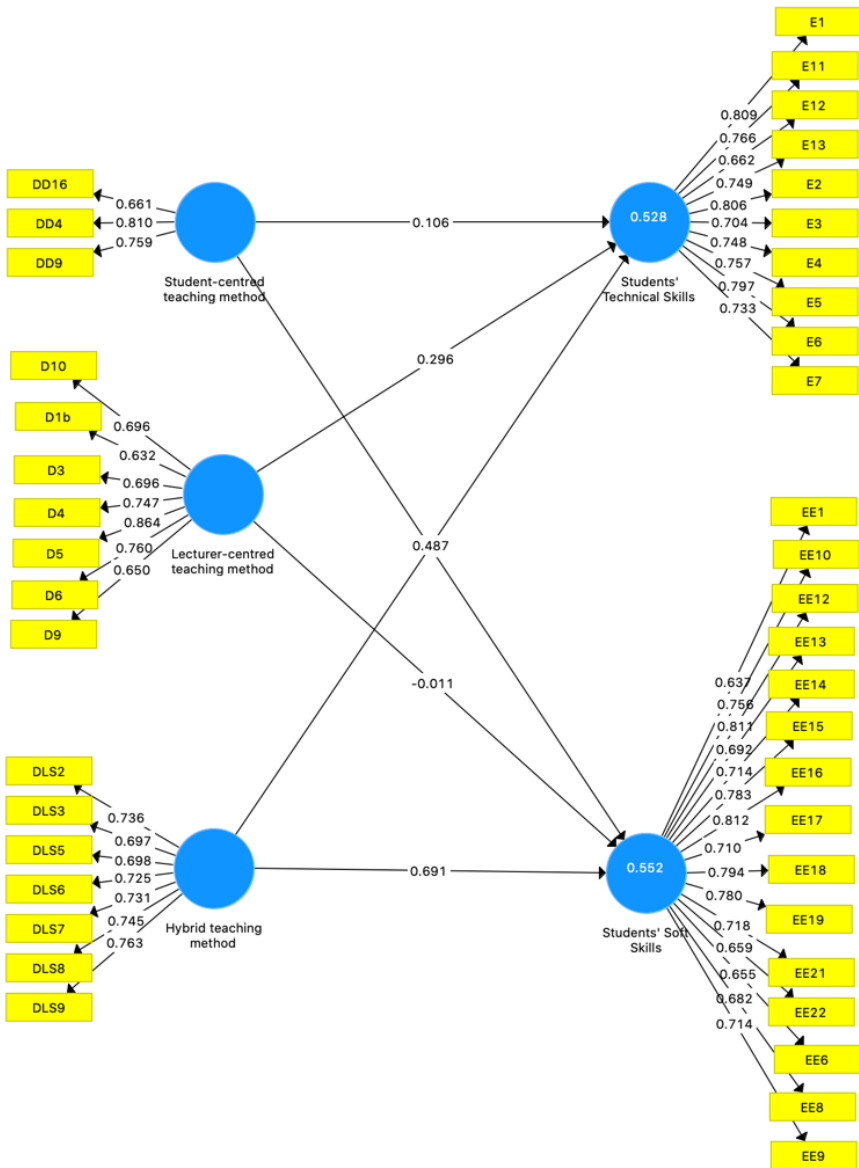 E1
E11
E12
E13
E2
E3
E4
E5
E6
E7
0.809
0.766
0.662
0.749
0.806
0.704
0.748
0.757
0.797
0.733
DD16
DD4
DD9
0.661
0.810
0.759
Student-centred
teaching method
0.106
0.528
Students'
Technical Skills
0.296
D10
D1b
D3
D4
D5
D6
D9
0.696
0.632
0.696
0.747
0.864
0.760
0.650
Lecturer-centred
teaching method
0.487
-0.011
DLS2
DLS3
DLS5
DLS6
DLS7
DLS8
DLS9
0.736
0.697
0.698
0.725
0.731
0.745
0.763
Hybrid teaching
method
0.691
0.552
Students' Soft
Skills
0.637
0.756
0.811
0.692
0.714
0.783
0.812
0.710
0.794
0.780
0.718
0.659
0.655
0.682
0.714
EE1
EE10
EE12
EE13
EE14
EE15
EE16
EE17
EE18
EE19
EE21
EE22
EE6
EE8
EE9